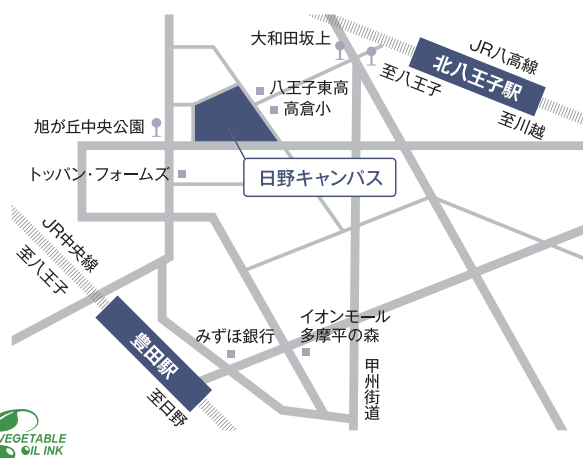 大和田坂上
JR八高線
北八王子駅
至八王子
至川越
八王子東高
高倉小
旭が丘中央公園
トッパン・フォームズ
日野キャンパス
JR中央線
至八王子
豊田駅
至日野
みずほ銀行
イオンモール
多摩平の森
甲州街道
VEGETABLE
OIL INK